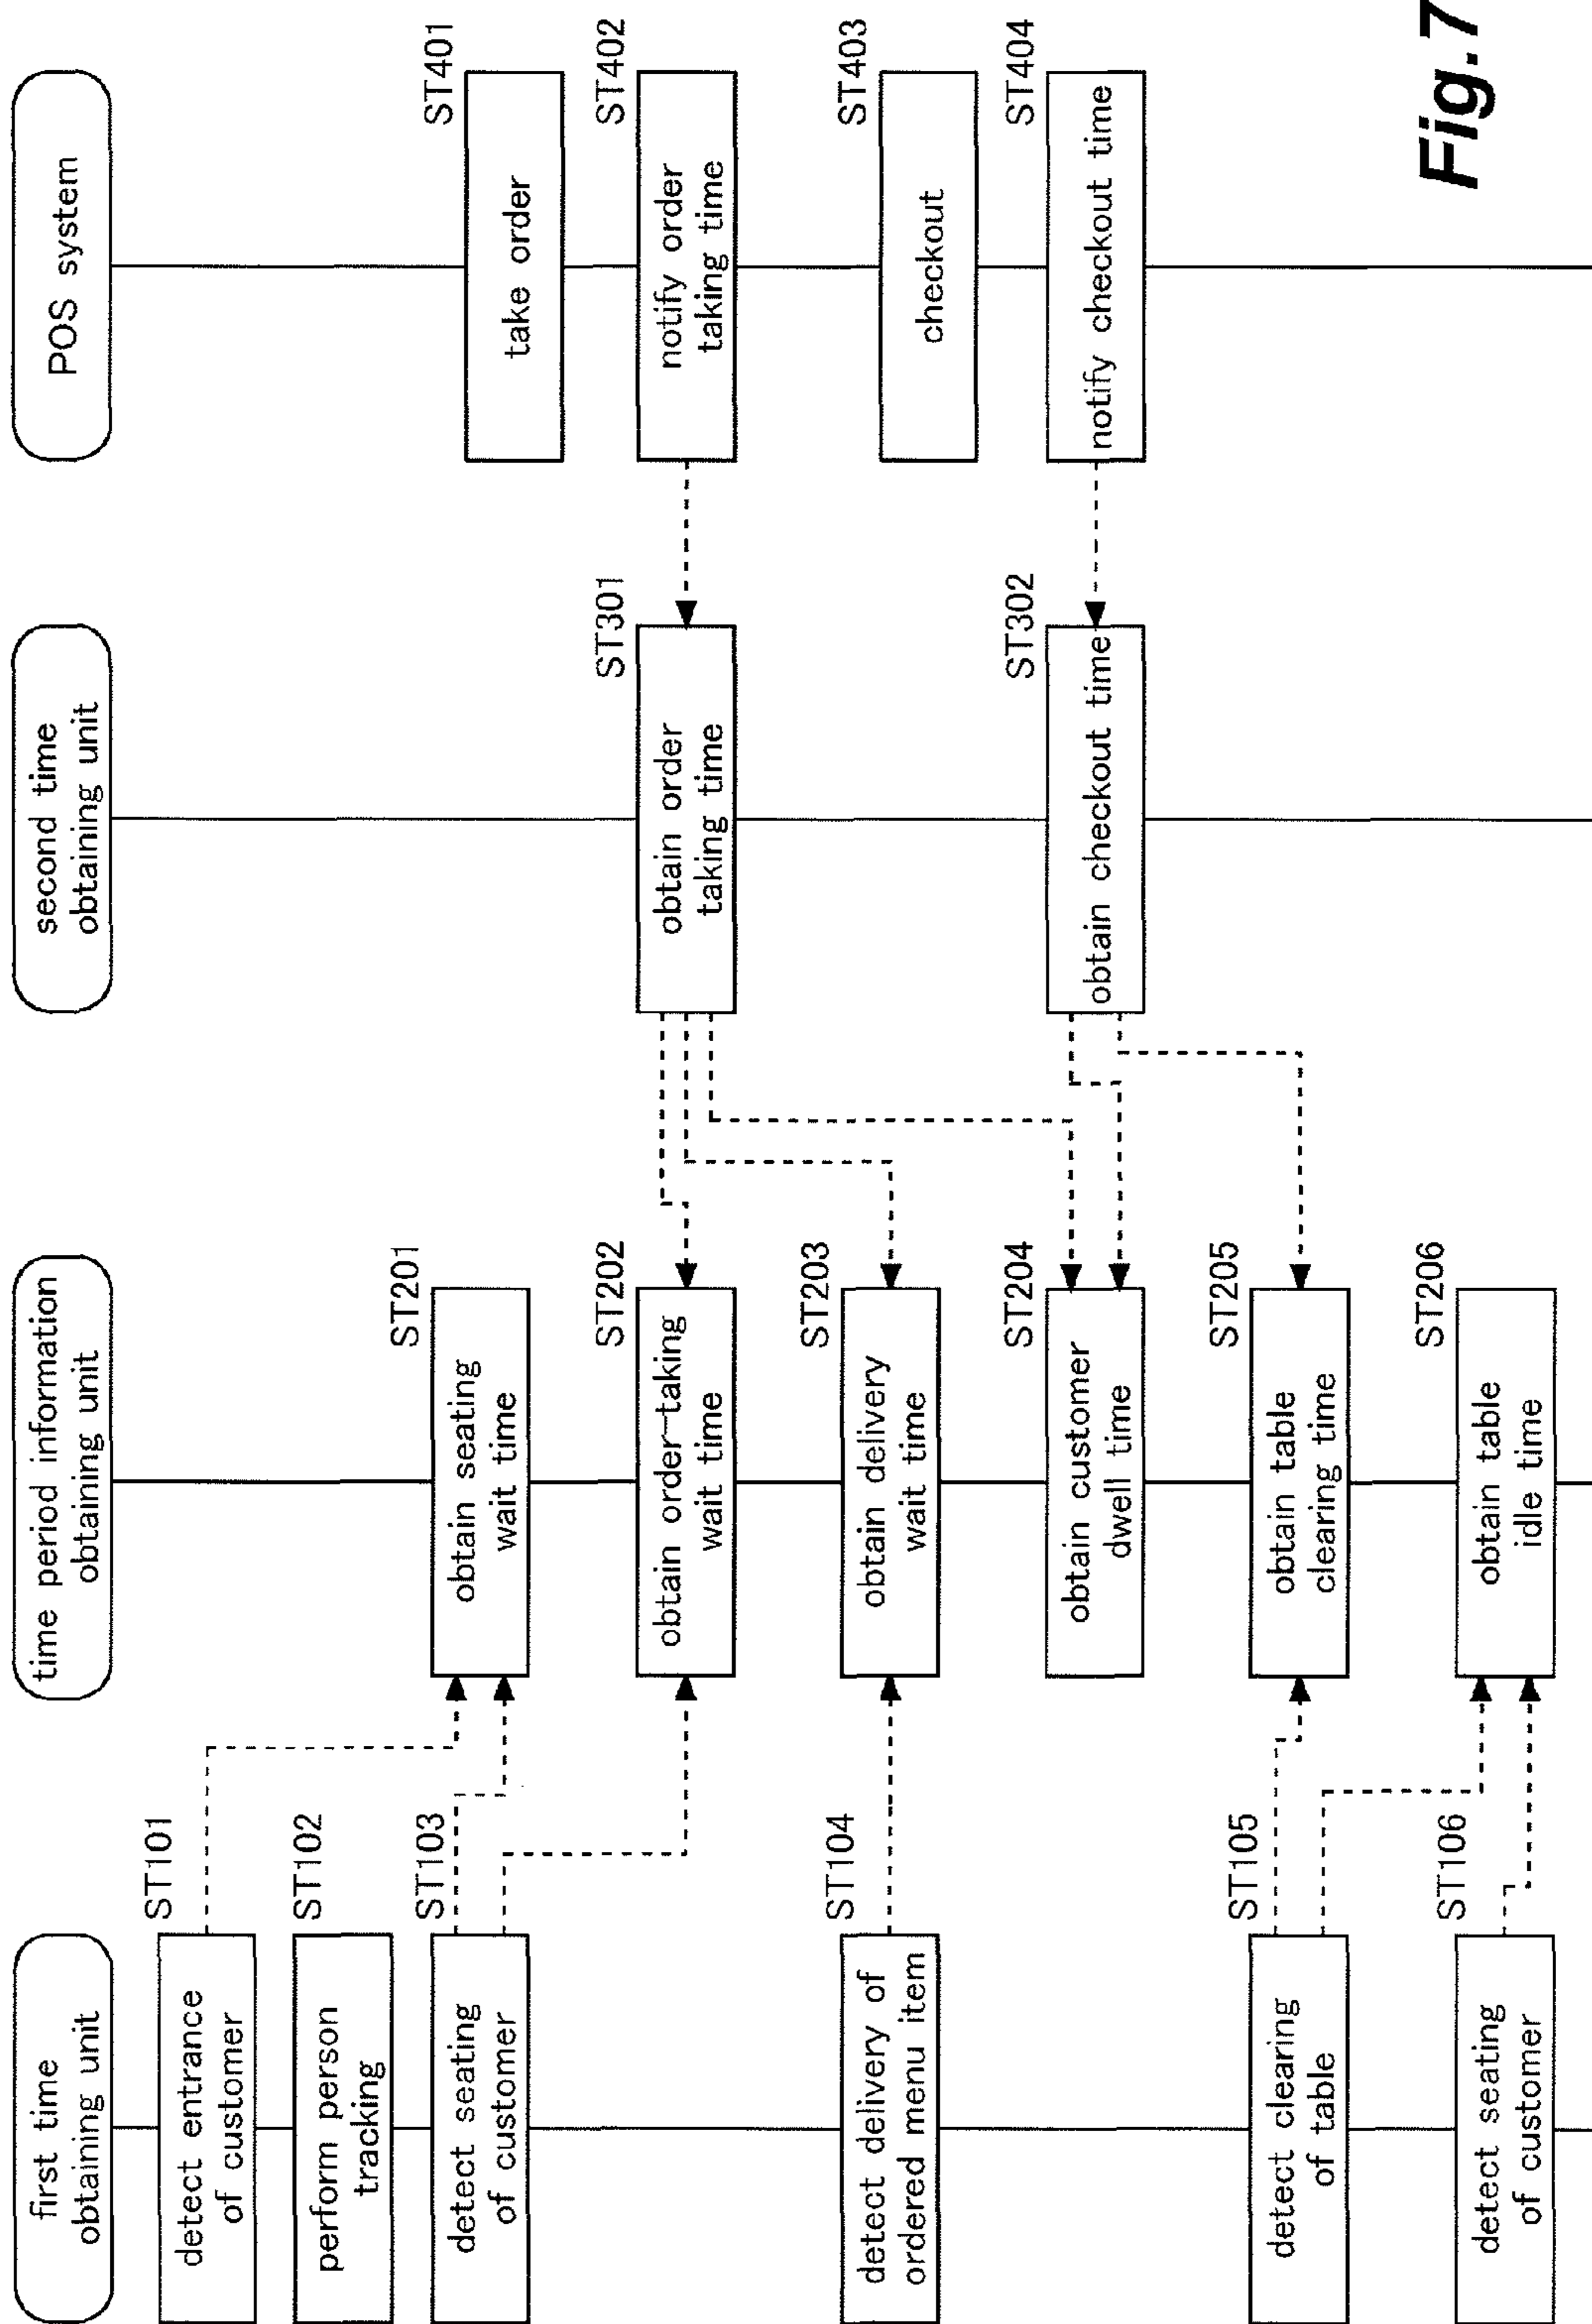 first time
obtaining unit
detect entrance
of customer
ST101
perform person
tracking
ST102
detect seating
of customer
ST103
detect delivery of
ordered menu item
ST104
detect clearing
of table
ST105
detect seating
of customer
ST106
time period information
obtaining unit
obtain seating
wait time
ST201
obtain order-taking
wait time
ST202
obtain delivery
wait time
ST203
obtain customer
dwell time
ST204
obtain table
clearing time
ST205
obtain table
idle time
ST206
second time
obtaining unit
obtain order
taking time
ST301
obtain checkout time
ST302
POS system
take order
ST401
notify order
taking time
ST402
checkout
ST403
notify checkout time
ST404
Fig.7